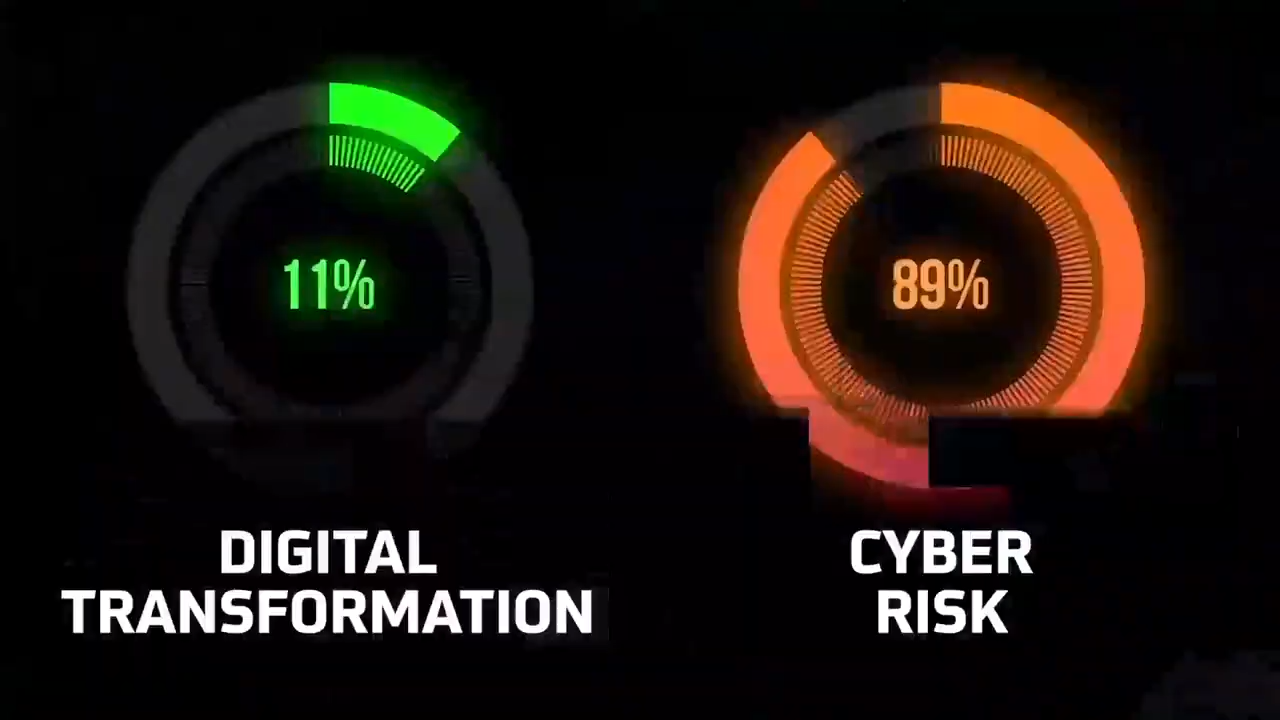 11%
89%
DIGITAL
TRANSFORMATION
CYBER
RISK